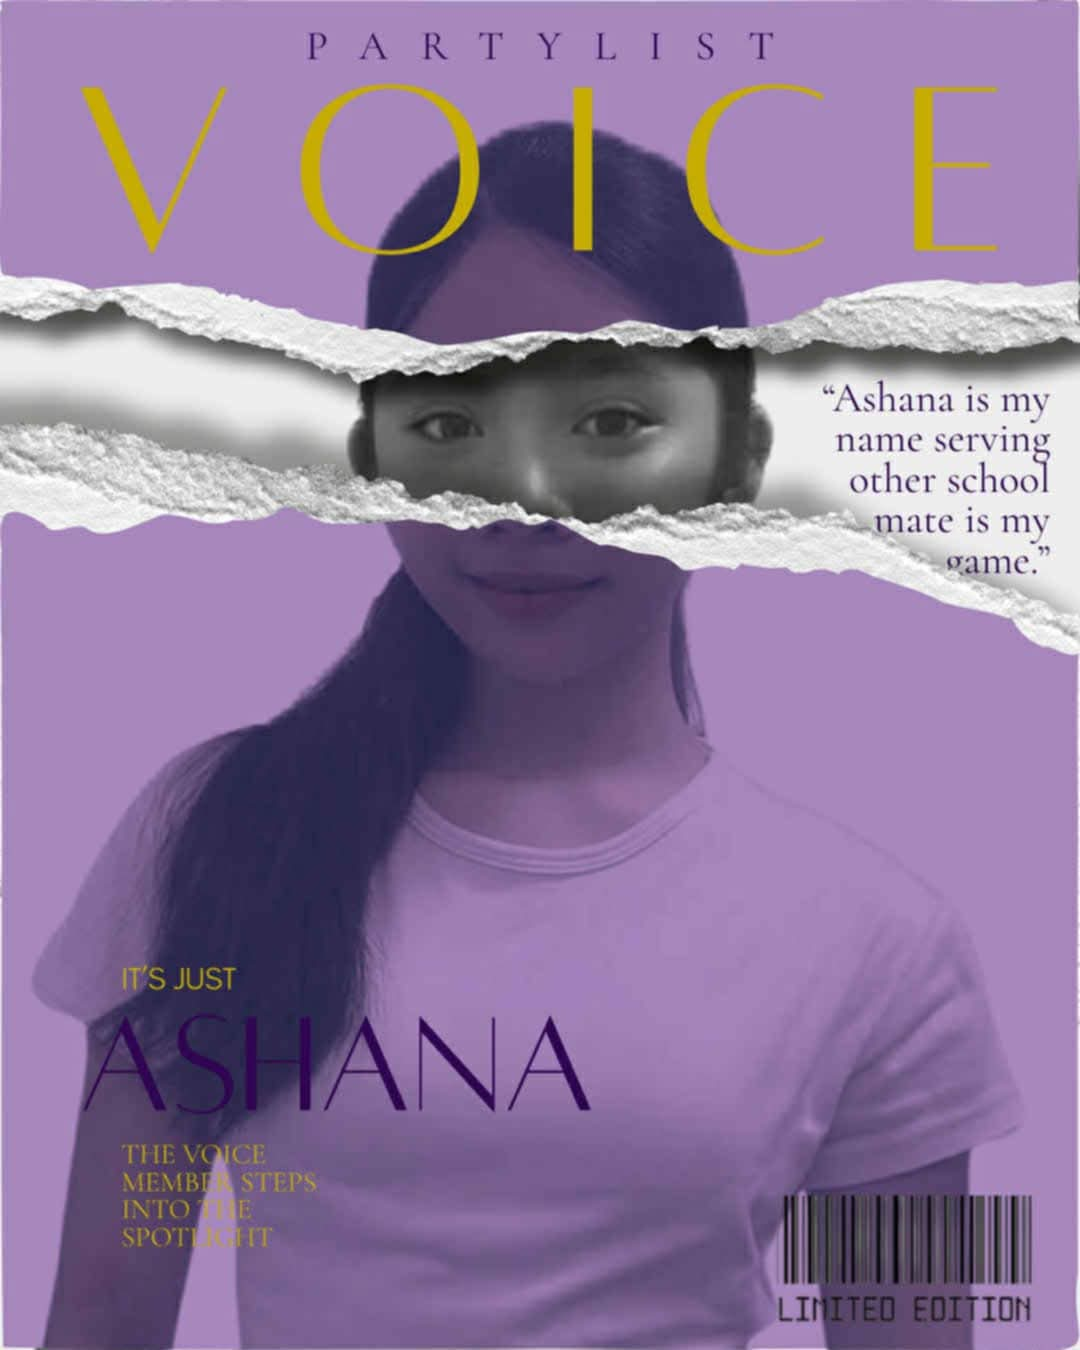 PARTYLIST
VOICE
“Ashana is my
name serving
other school
mate is my
game.”
IT'S JUST
ASHANA
THE VOICE
MEMBER STEPS
INTO THE
SPOTLIGHT
LIMITED EDITION